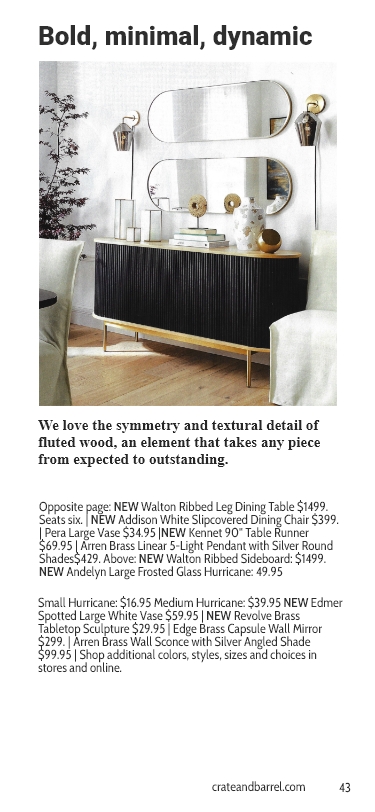 Bold, minimal, dynamic
We love the symmetry and textural detail of
fluted wood, an element that takes any piece
from expected to outstanding.
Opposite page: NEW Walton Ribbed Leg Dining Table $1499.
Seats six. | NEW Addison White Slipcovered Dining Chair $399.
| Pera Large Vase $34.95 |NEW Kennet 90" Table Runner
$69.95 | Arren Brass Linear 5-Light Pendant with Silver Round
Shades$429. Above: NEW Walton Ribbed Sideboard: $1499.
NEW Andelyn Large Frosted Glass Hurricane: 49.95
Small Hurricane: $16.95 Medium Hurricane: $39.95 NEW Edmer
Spotted Large White Vase $59.95 | NEW Revolve Brass
Tabletop Sculpture $29.95 | Edge Brass Capsule Wall Mirror
$299. | Arren Brass Wall Sconce with Silver Angled Shade
$99.95 | Shop additional colors, styles, sizes and choices in
stores and online.
crateandbarrel.com 43